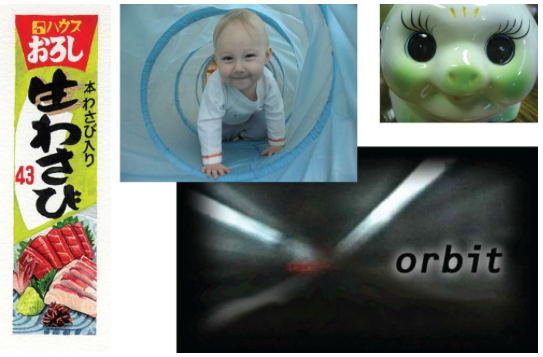 ハウス
おろし
本わさび入り
生わさび
43
orbit